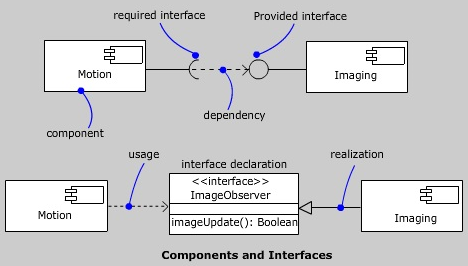 required interface
Provided interface
Motion
Imaging
dependency
component
usage
interface declaration
realization
<<interface>>
ImageObserver
Motion
imageUpdate(): Boolean
Imaging
Components and Interfaces